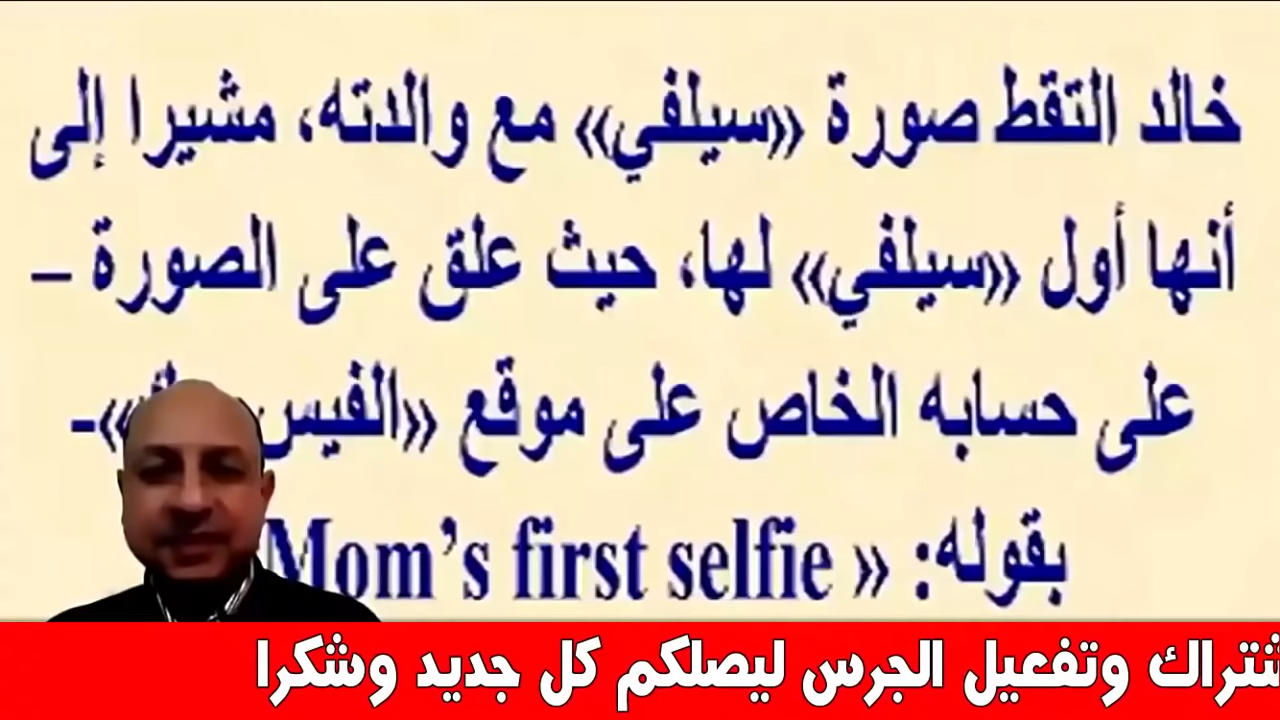 خالد التقط صورة «سيلفي» مع والدته، مشيرا إلى
أنها أول «سيلفي» لها، حيث علق على الصورة –
على حسابه الخاص على موقع «الفيس
بقوله: « Mom’s first selfie
وتفعيل الجرس ليصلكم كل جديد وشكرا